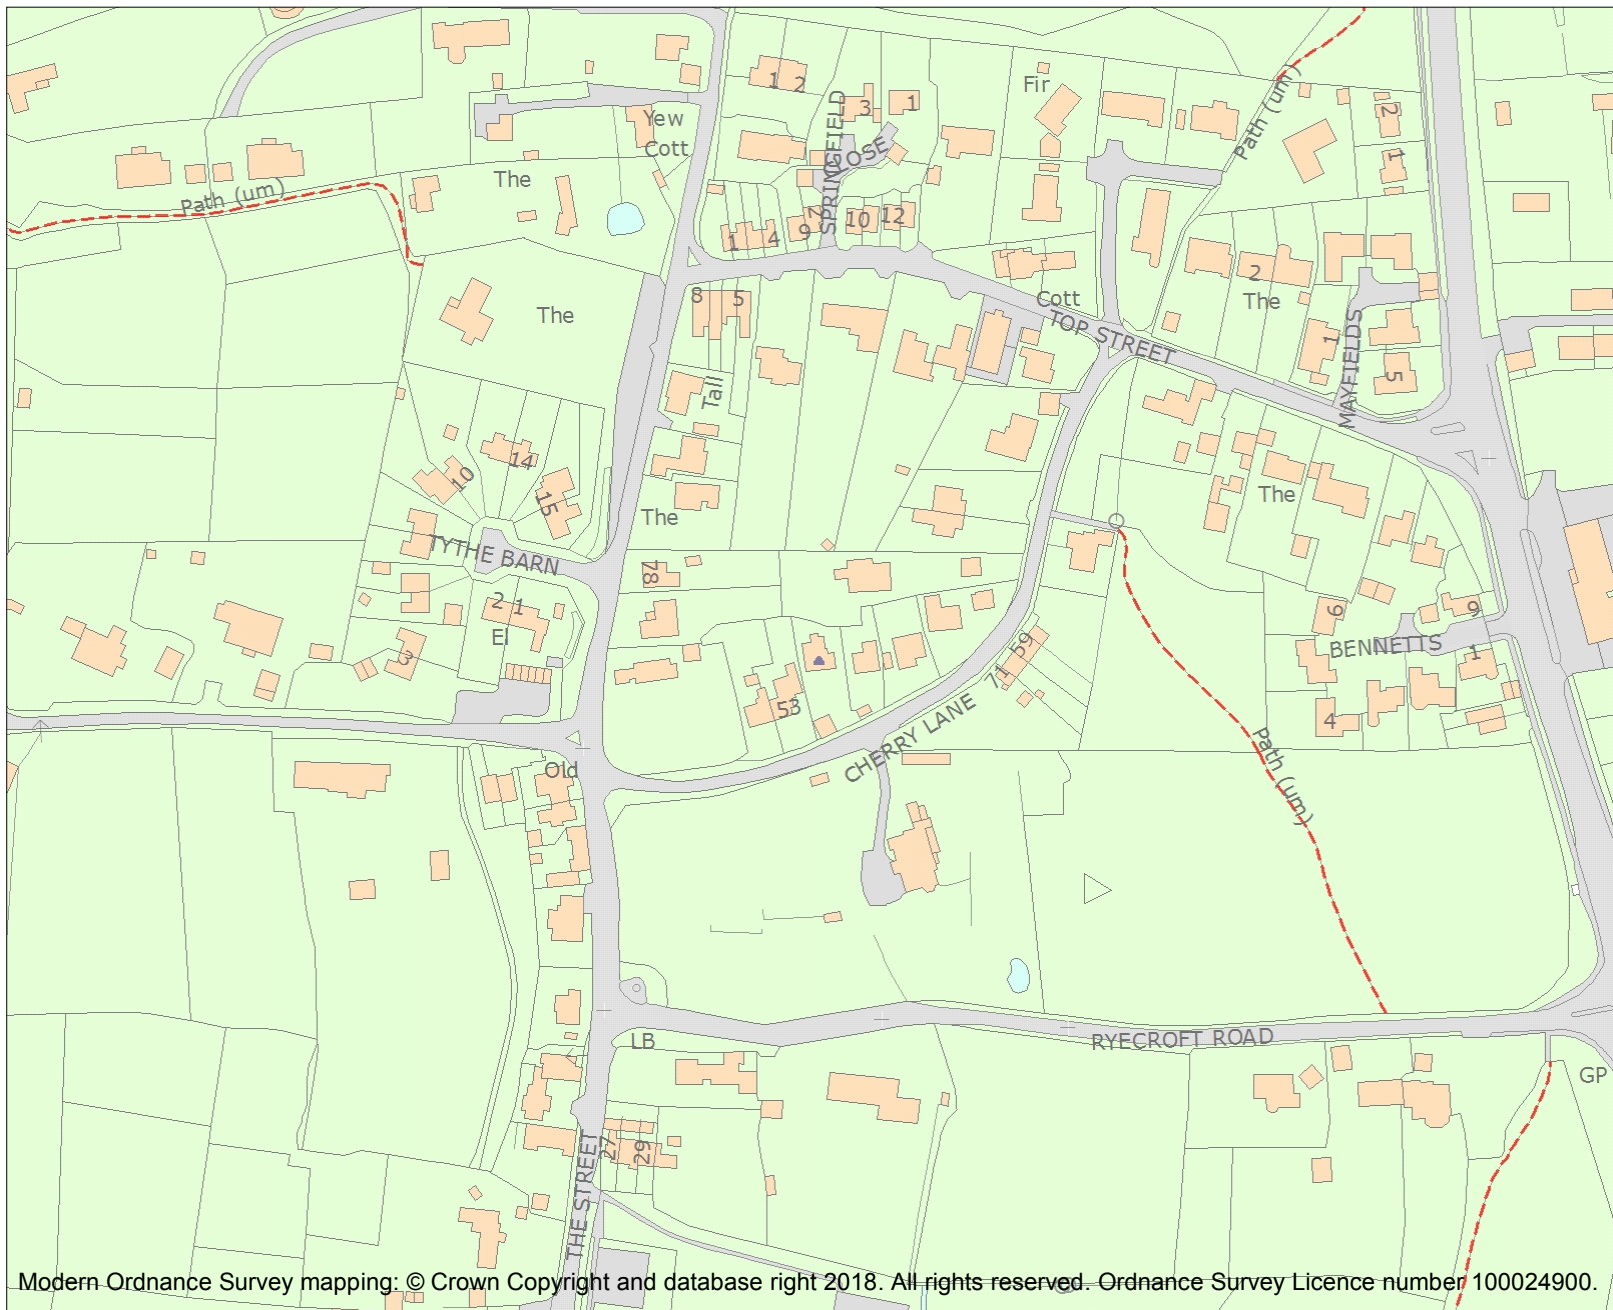 1 2
3
1
Fir
2
1
Yew
Cott
SPRINGFIELD
CLOSE
Path (um)
The
Path (um)
1
4
9
7
10
12
8
5
The
Cott
TOP STREET
2
The
1
MAYFIELDS
5
Tall
14
10
15
The
The
TYTHE BARN
78
2 1
El
3
59
71
6
9
BENNETTS
1
53
4
CHERRY LANE
Old
Path (um)
LB
RYECROFT ROAD
GP
27
29
THE STREET
Modern Ordnance Survey mapping: © Crown Copyright and database right 2018. All rights reserved. Ordnance Survey Licence number 100024900.